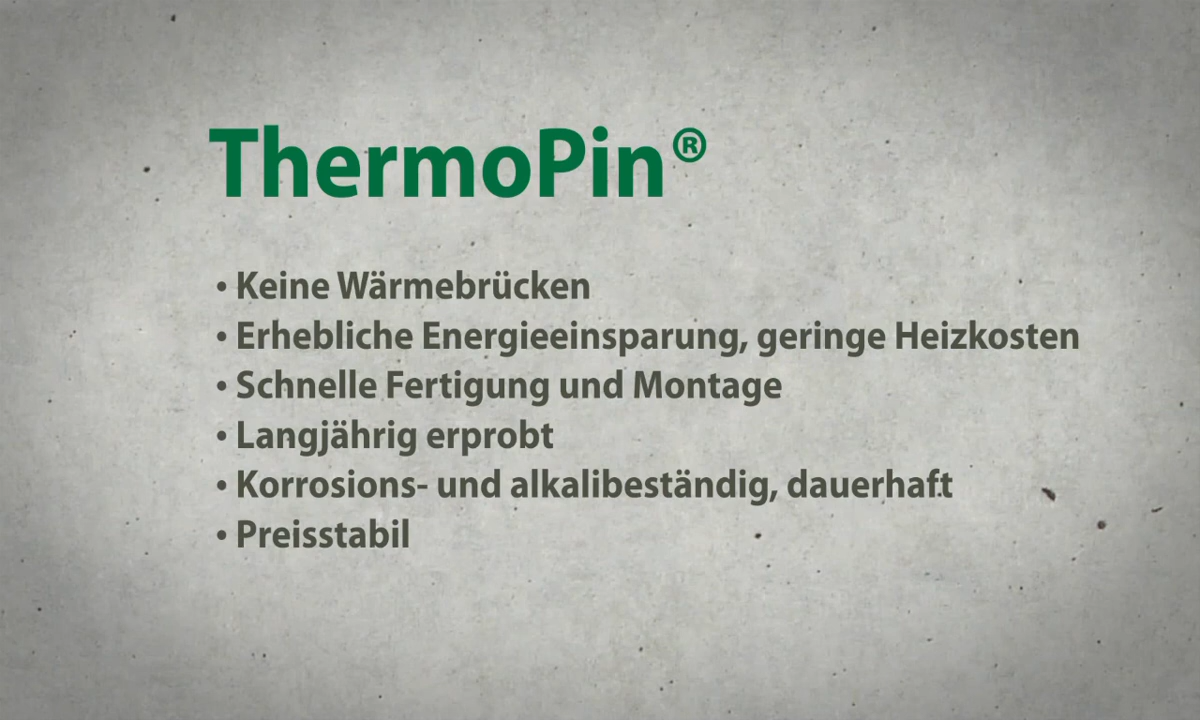 ThermoPin®
• Keine Wärmebrücken
• Erhebliche Energieeinsparung, geringe Heizkosten
• Schnelle Fertigung und Montage
• Langjährig erprobt
• Korrosions- und alkalibeständig, dauerhaft
• Preisstabil